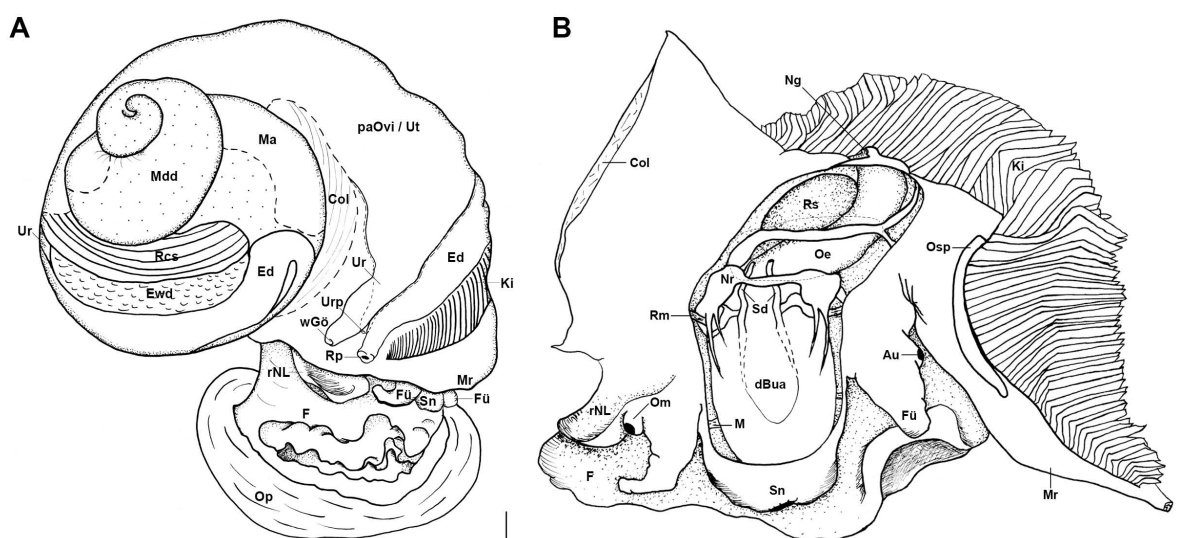 A
paOvi / Ut
Ma
Mdd
Col
Ur
Rcs
Ed
Ewd
Ur
Ed
Urp
Ki
wGö
Rp
rNL
Mr
Fü
Sn
Fü
F
Op
B
Ng
Col
Ki
Rs
Osp
Oe
Nr
Sd
Rm
Au
dBua
Om
rNL
Fü
M
F
Sn
Mr